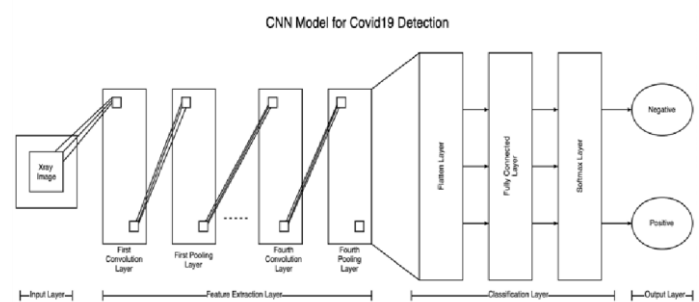 CNN Model for Covid19 Detection
Xray
Image
First
Convolution
Layer
First Pooling
Layer
Fourth
Convolution
Layer
Fourth
Pooling
Layer
Flatten Layer
Fully Connected
Layer
Softmax Layer
Negative
Positive
Input Layer
Feature Extraction Layer
Classification Layer
Output Layer